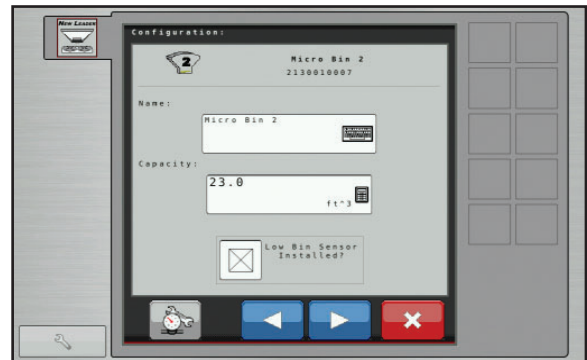 New Leader
Configuration:
2
Micro Bin 2
2130010007
Name:
Micro Bin 2
Capacity:
23.0
ft^3
Low Bin Sensor
Installed?